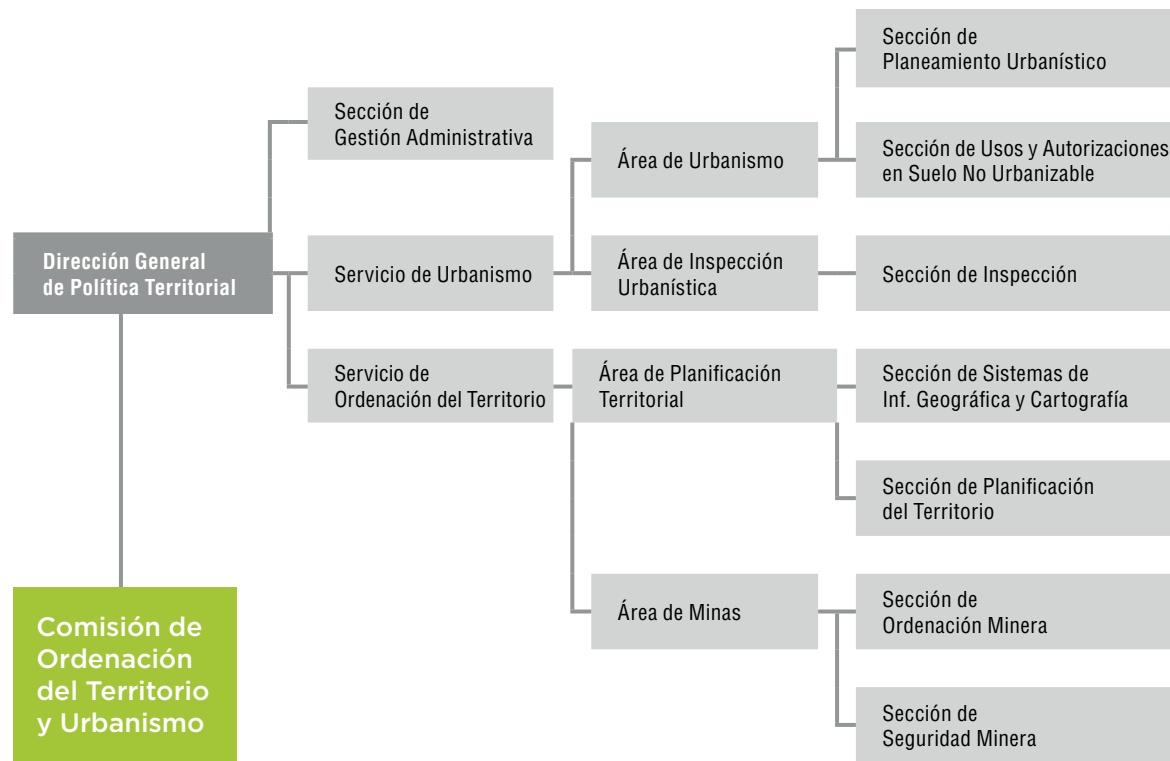 Dirección General
de Política Territorial
Comisión de
Ordenación
del Territorio
y Urbanismo
Sección de
Gestión Administrativa
Servicio de Urbanismo
Servicio de
Ordenación del Territorio
Área de Urbanismo
Área de Inspección
Urbanística
Área de Planificación
Territorial
Área de Minas
Sección de
Planeamiento Urbanístico
Sección de Usos y Autorizaciones
en Suelo No Urbanizable
Sección de Inspección
Sección de Sistemas de
Inf. Geográfica y Cartografía
Sección de Planificación
del Territorio
Sección de
Ordenación Minera
Sección de
Seguridad Minera